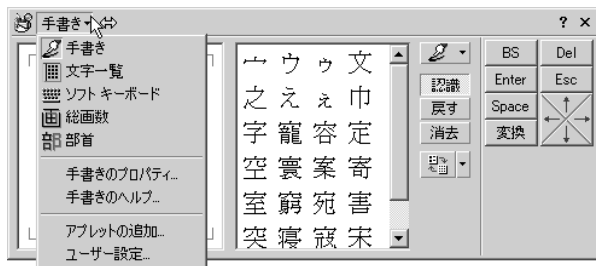 手書き
手書き
文字一覧
ソフト キーボード
総画数
部首
手書きのプロパティ...
手書きのヘルプ...
アプレットの追加...
ユーザー設定...
亠 ウ ゥ 文
之 え ぇ 巾
字 龍 容 定
空 寰 案 寄
室 窮 宛 害
突 寝 寂 宋
認識
戻す
消去
? ×
BS Del
Enter Esc
Space
変換